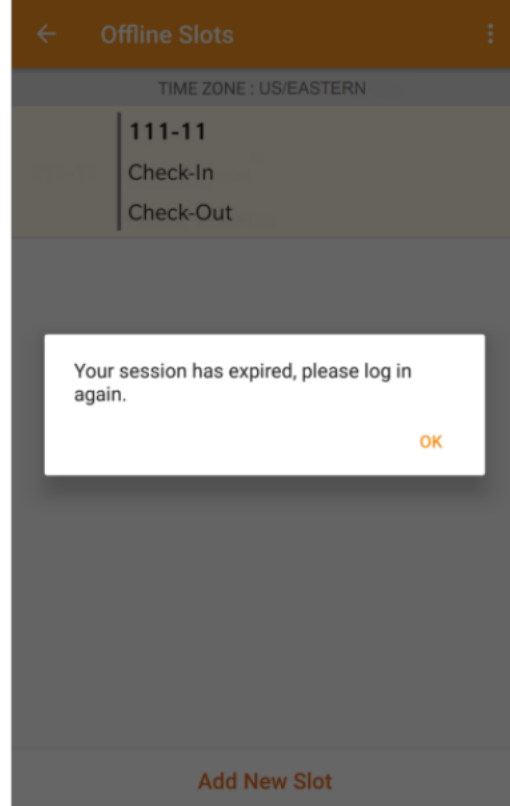 Offline Slots
TIME ZONE : US/EASTERN
111-11
Check-In
Check-Out
Your session has expired, please log in
again.
OK
Add New Slot